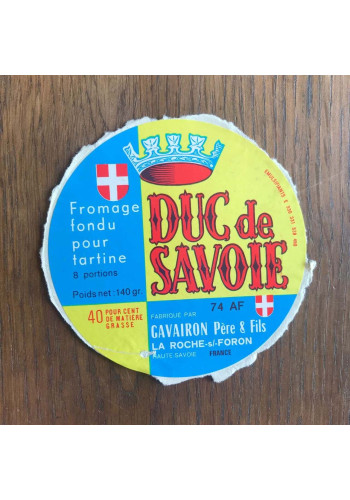 DUC de
SAVOIE
Fromage
fondu
pour
tartine
8 portions
Poids net: 140 gr.
40 POUR CENT
DE MATIÈRE
GRASSE
74 AF
FABRIQUÉ PAR
GAVAIRON Père & Fils
LA ROCHE-s/-FORON
HAUTE SAVOIE FRANCE